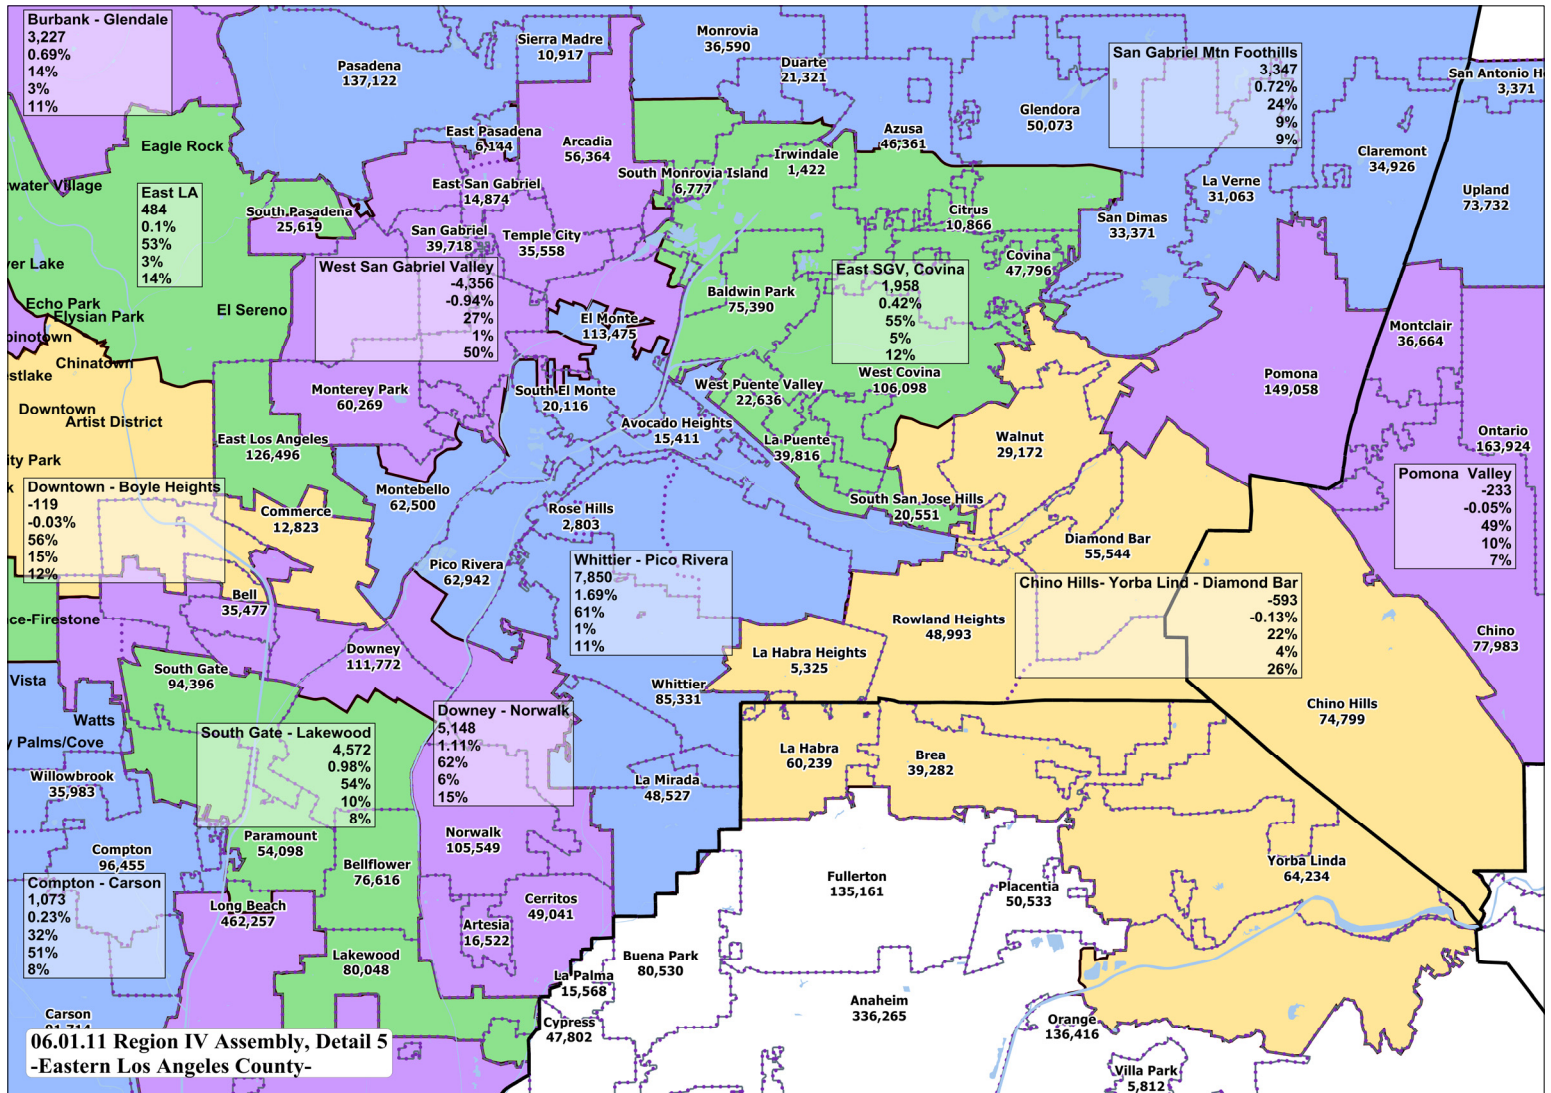 Burbank - Glendale
3,227
0.69%
14%
3%
11%
Pasadena
137,122
Sierra Madre
10,917
Monrovia
36,590
Duarte
21,321
San Gabriel Mtn Foothills
3,347
0.72%
24%
9%
9%
San Antonio He
3,371
Glendora
50,073
Azusa
46,361
Claremont
34,926
East Pasadena
6,144
Arcadia
56,364
Eagle Rock
Irwindale
1,422
South Monrovia Island
6,777
twater Village
East LA
484
0.1%
53%
3%
14%
East San Gabriel
14,874
La Verne
31,063
Upland
73,732
South Pasadena
25,619
San Gabriel
39,718
Temple City
35,558
Citrus
10,866
San Dimas
33,371
ver Lake
West San Gabriel Valley
-4,356
-0.94%
27%
1%
50%
Covina
47,796
East SGV, Covina
1,958
0.42%
55%
5%
12%
Baldwin Park
75,390
Echo Park
Elysian Park
El Sereno
El Monte
113,475
Montclair
36,664
pinotown
Chinatown
estlake
West Covina
106,098
Pomona
149,058
Monterey Park
60,269
South El Monte
20,116
West Puente Valley
22,636
Downtown
Artist District
Avocado Heights
15,411
East Los Angeles
126,496
La Puente
39,816
Walnut
29,172
Ontario
163,924
ity Park
Pomona Valley
-233
-0.05%
49%
10%
7%
k
Downtown - Boyle Heights
-119
-0.03%
56%
15%
12%
Montebello
62,500
Commerce
12,823
Rose Hills
2,803
South San Jose Hills
20,551
Diamond Bar
55,544
Pico Rivera
62,942
Whittier - Pico Rivera
7,850
1.69%
61%
1%
11%
Chino Hills- Yorba Lind - Diamond Bar
-593
-0.13%
22%
4%
26%
Bell
35,477
ce-Firestone
Rowland Heights
48,993
Chino
77,983
Downey
111,772
La Habra Heights
5,325
South Gate
94,396
Vista
Whittier
85,331
Chino Hills
74,799
Watts
Downey - Norwalk
5,148
1.11%
62%
6%
15%
South Gate - Lakewood
4,572
0.98%
54%
10%
8%
y Palms/Cove
La Habra
60,239
Brea
39,282
Willowbrook
35,983
La Mirada
48,527
Paramount
54,098
Norwalk
105,549
Compton
96,455
Bellflower
76,616
Yorba Linda
64,234
Compton - Carson
1,073
0.23%
32%
51%
8%
Fullerton
135,161
Placentia
50,533
Long Beach
462,257
Cerritos
49,041
Artesia
16,522
Lakewood
80,048
Buena Park
80,530
La Palma
15,568
Anaheim
336,265
Carson
Cypress
47,802
Orange
136,416
06.01.11 Region IV Assembly, Detail 5
-Eastern Los Angeles County-
Villa Park
5,812